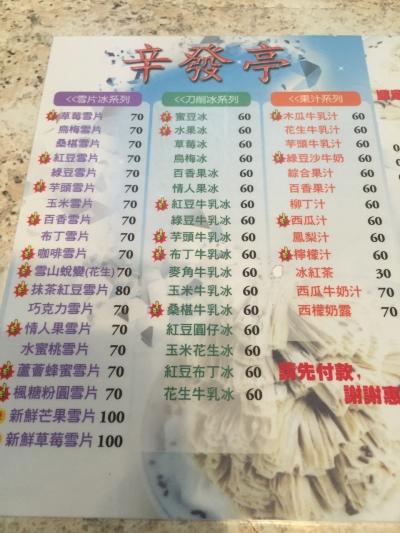 辛發亭
<<雪片冰系列
草莓雪片 70
烏梅雪片 70
桑椹雪片 70
紅豆雪片 70
綠豆雪片 70
芋頭雪片 70
玉米雪片 70
百香雪片 70
布丁雪片 70
咖啡雪片 70
雪山蛻變(花生) 70
抹茶紅豆雪片 80
巧克力雪片 70
情人果雪片 70
水蜜桃雪片 70
蘆薈蜂蜜雪片 70
楓糖粉圓雪片 70
新鮮芒果雪片 100
新鮮草莓雪片 100
<<刀削冰系列
蜜豆冰 60
水果冰 60
草莓冰 60
烏梅冰 60
百香果冰 60
情人果冰 60
紅豆牛乳冰 60
綠豆牛乳冰 60
芋頭牛乳冰 60
布丁牛乳冰 60
麥角牛乳冰 60
玉米牛乳冰 60
桑椹牛乳冰 60
紅豆圓仔冰 60
玉米花生冰 60
紅豆布丁冰 60
花生牛乳冰 60
<<果汁系列
木瓜牛乳汁 60
花生牛乳汁 60
芋頭牛乳汁 60
綠豆沙牛奶 60
綜合果汁 60
百香果汁 60
柳丁汁 60
西瓜汁 60
鳳梨汁 60
檸檬汁 60
冰紅茶 30
西瓜牛奶汁 70
西檬奶露 70
請先付款,
謝謝惠